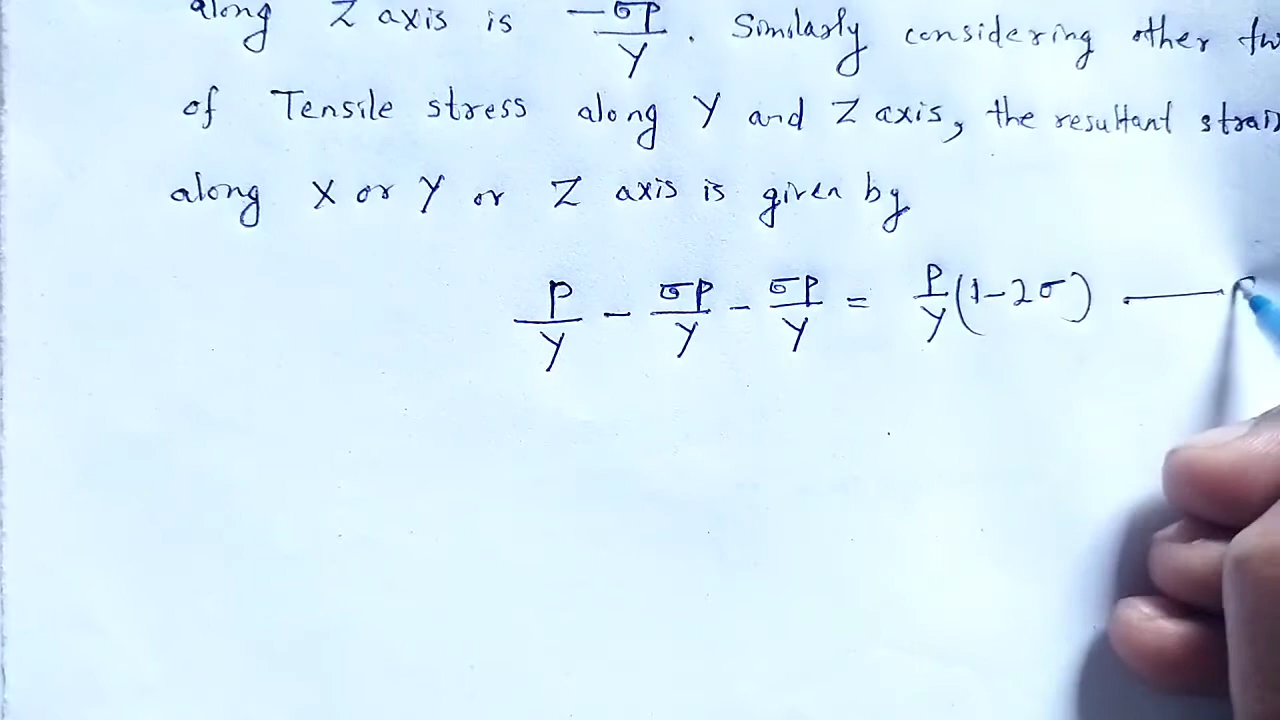 along Z axis is -σp/Y. Similarly considering other
of Tensile stress along Y and Z axis, the resultant
along X or Y or Z axis is given by
p/Y - σp/Y - σp/Y = p/Y (1-2σ)